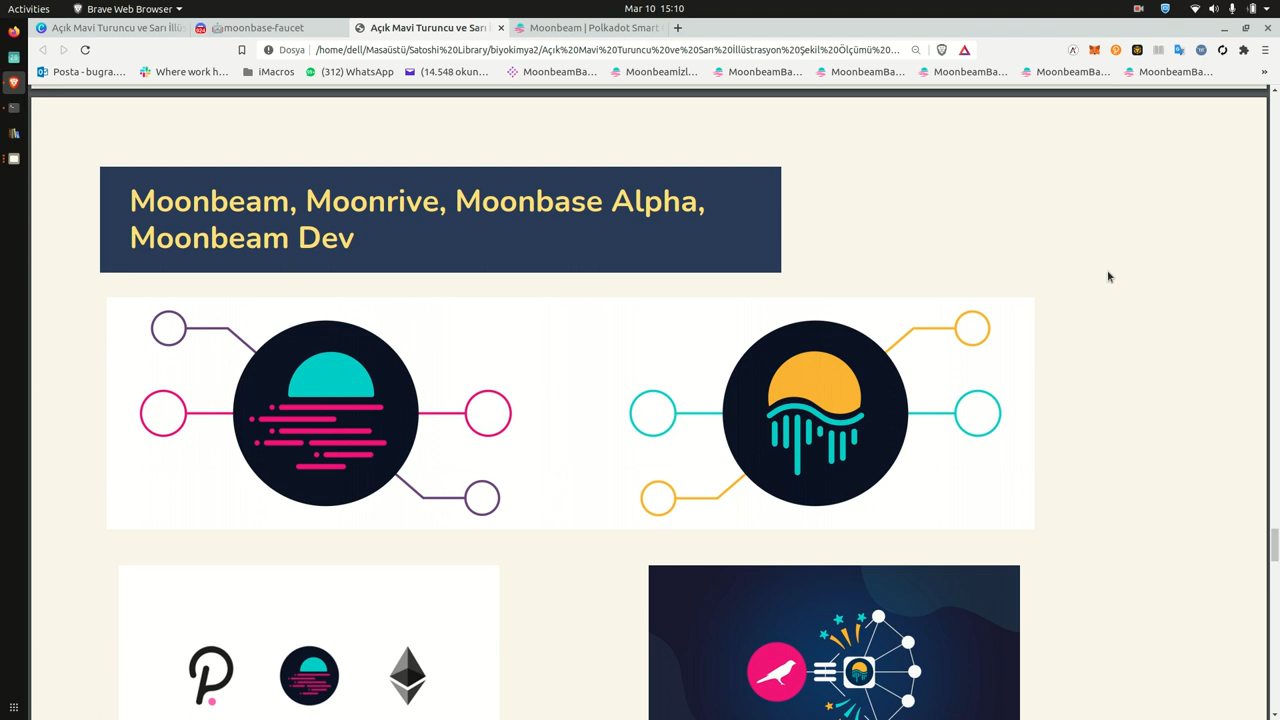 Activities
Brave Web Browser
Mar 10 15:10
Açık Mavi Turuncu ve Sarı İllüs
moonbase-faucet
Açık Mavi Turuncu ve Sarı
Moonbeam | Polkadot Smart
Dosya
/home/dell/Masaüstü/Satoshi%20Library/biyokimya2/Açık%20Mavi%20Turuncu%20ve%20Sarı%20İllüstrasyon%20Şekil%20Ölçümü%20...
Posta - bugra....
Where work h...
iMacros
(312) WhatsApp
(14.548 okun...
MoonbeamBa...
Moonbeamİzl...
MoonbeamBa...
MoonbeamBa...
MoonbeamBa...
MoonbeamBa...
MoonbeamBa...
Moonbeam, Moonrive, Moonbase Alpha,
Moonbeam Dev